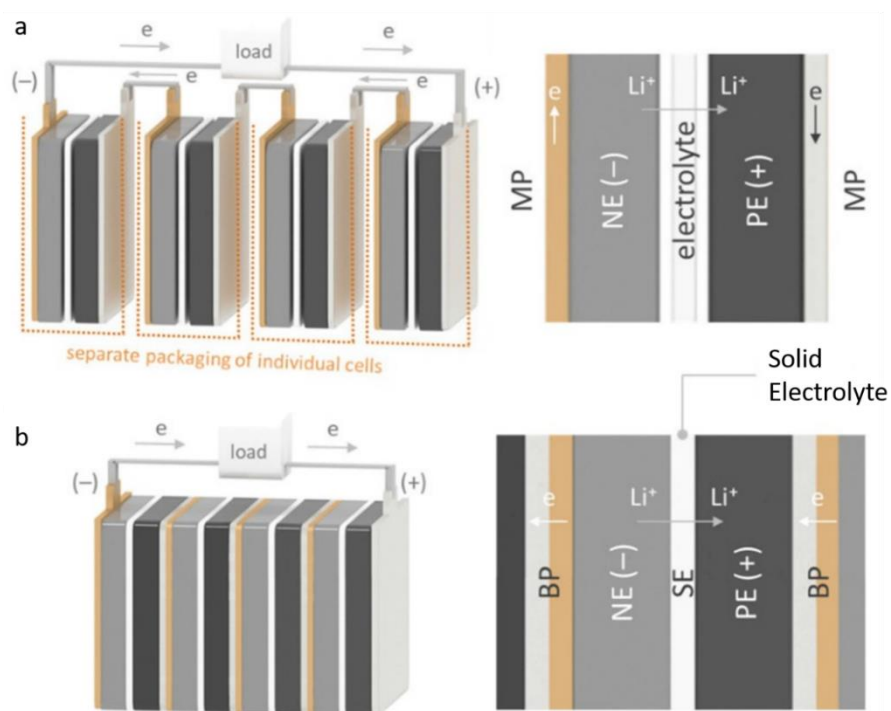 a
e
load
e
(–)
e
e
(+)
separate packaging of individual cells
MP
e
NE (–)
Li⁺
electrolyte
Li⁺
PE (+)
e
MP
Solid
Electrolyte
b
e
load
e
(–)
(+)
e
BP
NE (–)
Li⁺
SE
Li⁺
PE (+)
e
BP